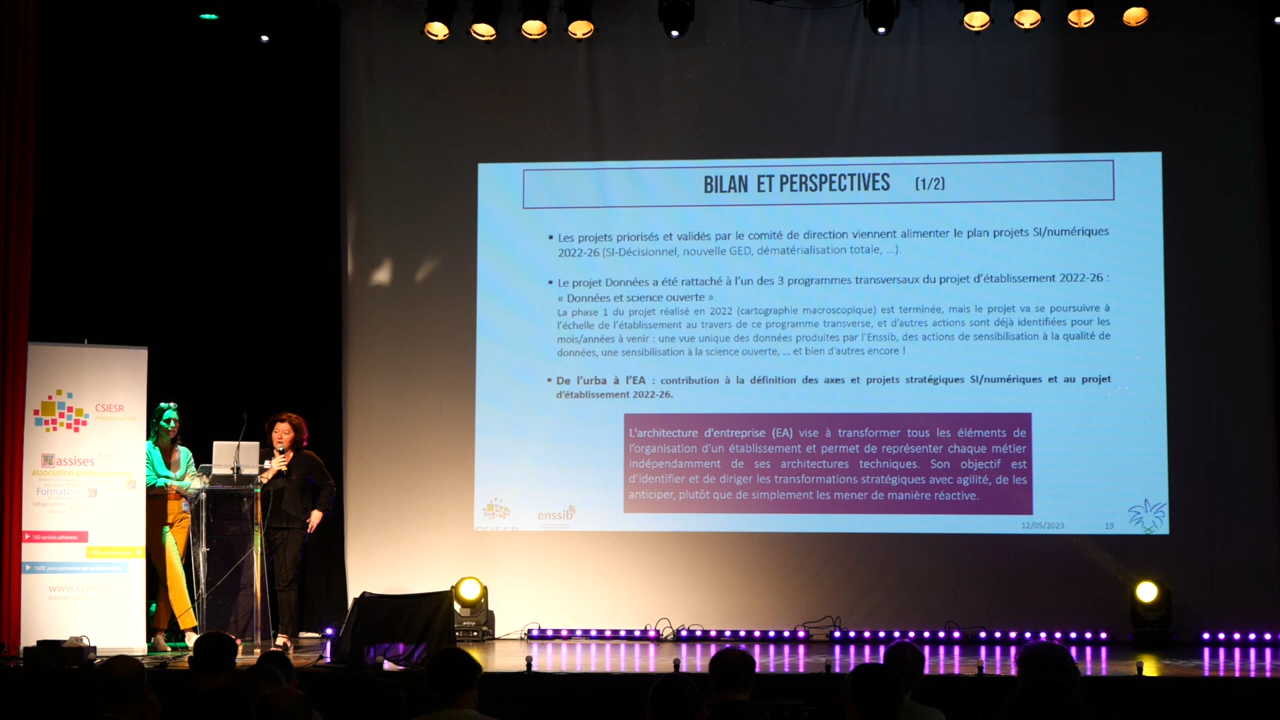 BILAN ET PERSPECTIVES (1/2)
▪ Les projets priorisés et validés par le comité de direction viennent alimenter le plan projets SI/numériques
2022-26 (SI-Décisionnel, nouvelle GED, dématérialisation totale, ...).
▪ Le projet Données a été rattaché à l'un des 3 programmes transversaux du projet d'établissement 2022-26 :
« Données et science ouverte ».
La phase 1 du projet réalisé en 2022 (cartographie macroscopique) est terminée, mais le projet va se poursuivre à
l'échelle de l'établissement au travers de ce programme transverse, et d'autres actions sont déjà identifiées pour les
mois/années à venir : une vue unique des données produites par l'Enssib, des actions de sensibilisation à la qualité de
données, une sensibilisation à la science ouverte, ... et bien d'autres encore !
▪ De l'urba à l'EA : contribution à la définition des axes et projets stratégiques SI/numériques et au projet
d'établissement 2022-26.
L'architecture d'entreprise (EA) vise à transformer tous les éléments de
l'organisation d'un établissement et permet de représenter chaque métier
indépendamment de ses architectures techniques. Son objectif est
d'identifier et de diriger les transformations stratégiques avec agilité, de les
anticiper, plutôt que de simplement les mener de manière réactive.
CSIESR
enssib
12/05/2023
19
CSIESR
assises
association
Formation